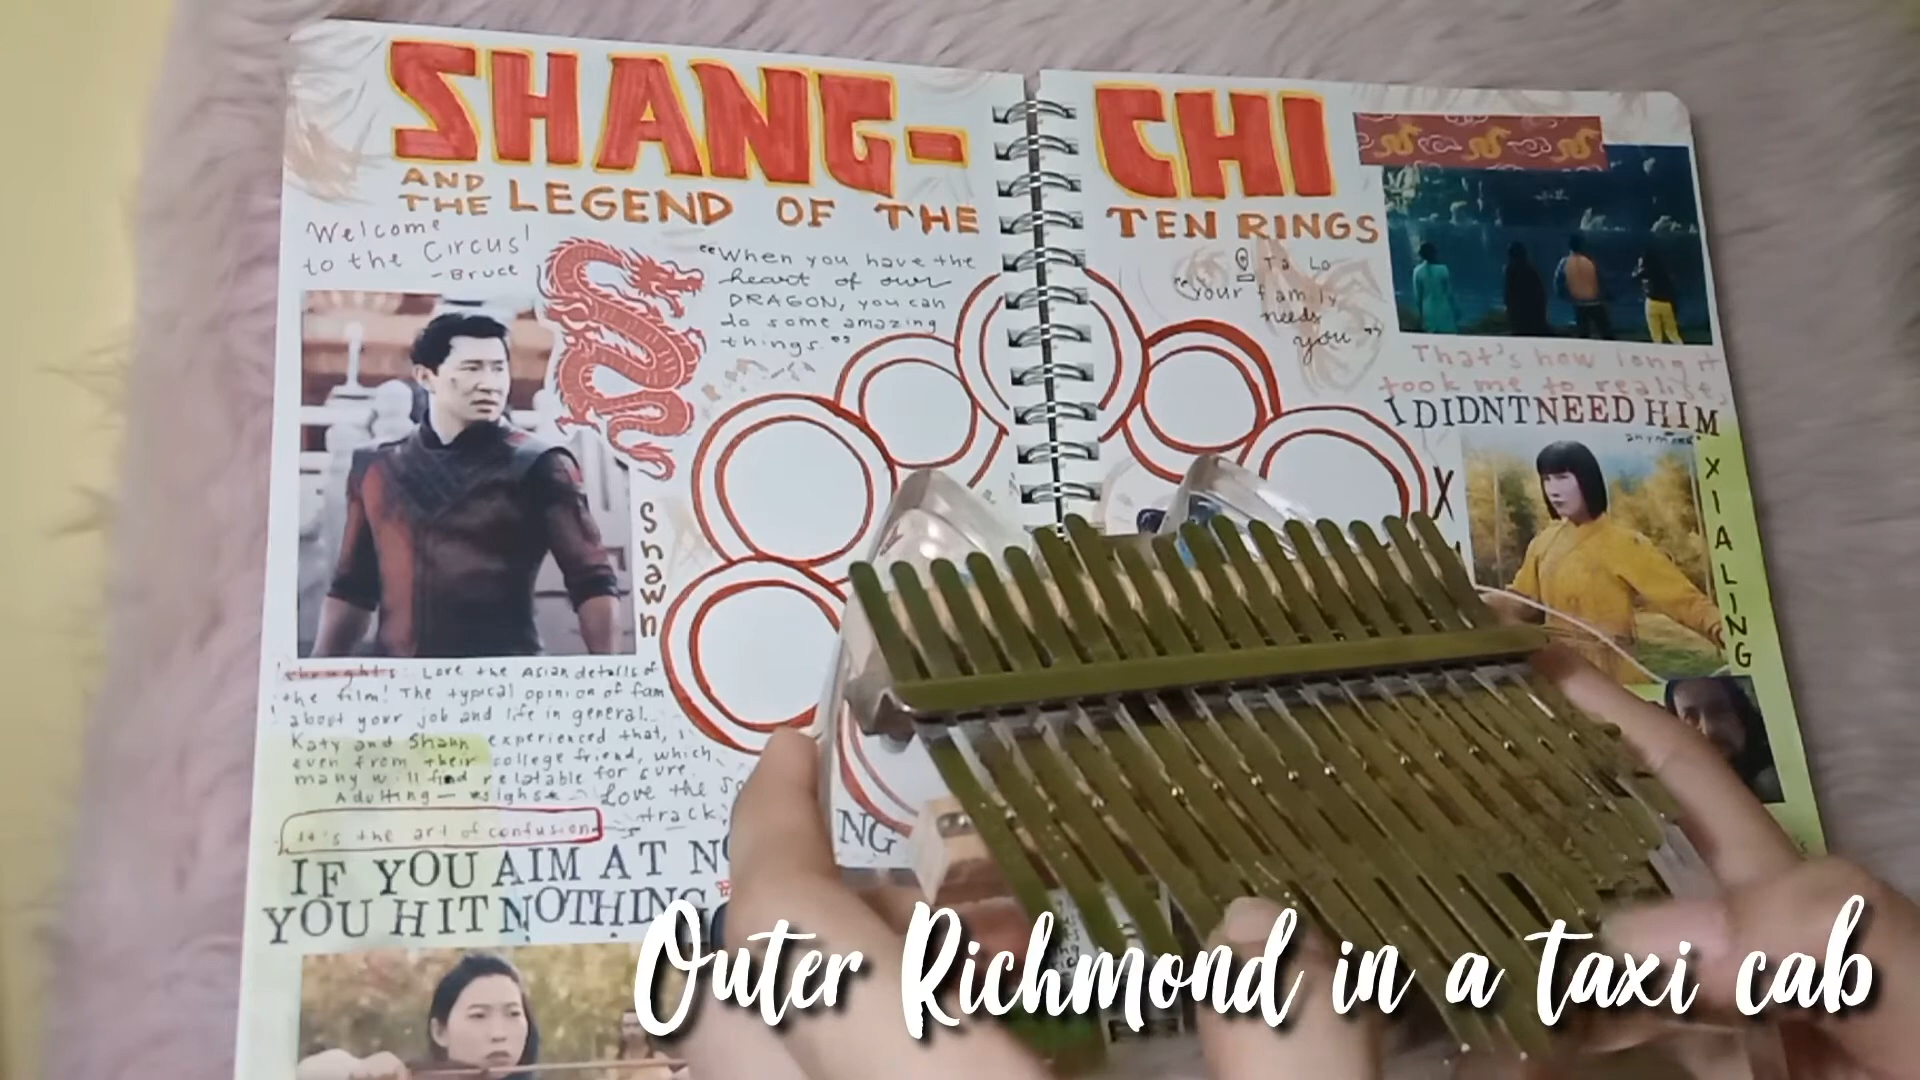 SHANG-CHI
AND THE LEGEND OF THE TEN RINGS
Welcome
to the Circus!
-Bruce
"When you have the
heart of our
DRAGON, you can
do some amazing
things."
Shawn
Ta Lo
"Your family
needs
you"
That's how long it
took me to realise,
I DIDNT NEED HIM
anymore.
XIALING
thoughts: Love the Asian details of
the film! The typical opinion of fam
about your job and life in general.
Katy and Shaun experienced that,
even from their college friend, which
many will find relatable for sure.
Adulting - *sighs* - Love the
track
It's the art of confusion
IF YOU AIM AT
YOU HIT NOTHING
NG
Outer Richmond in a taxi cab